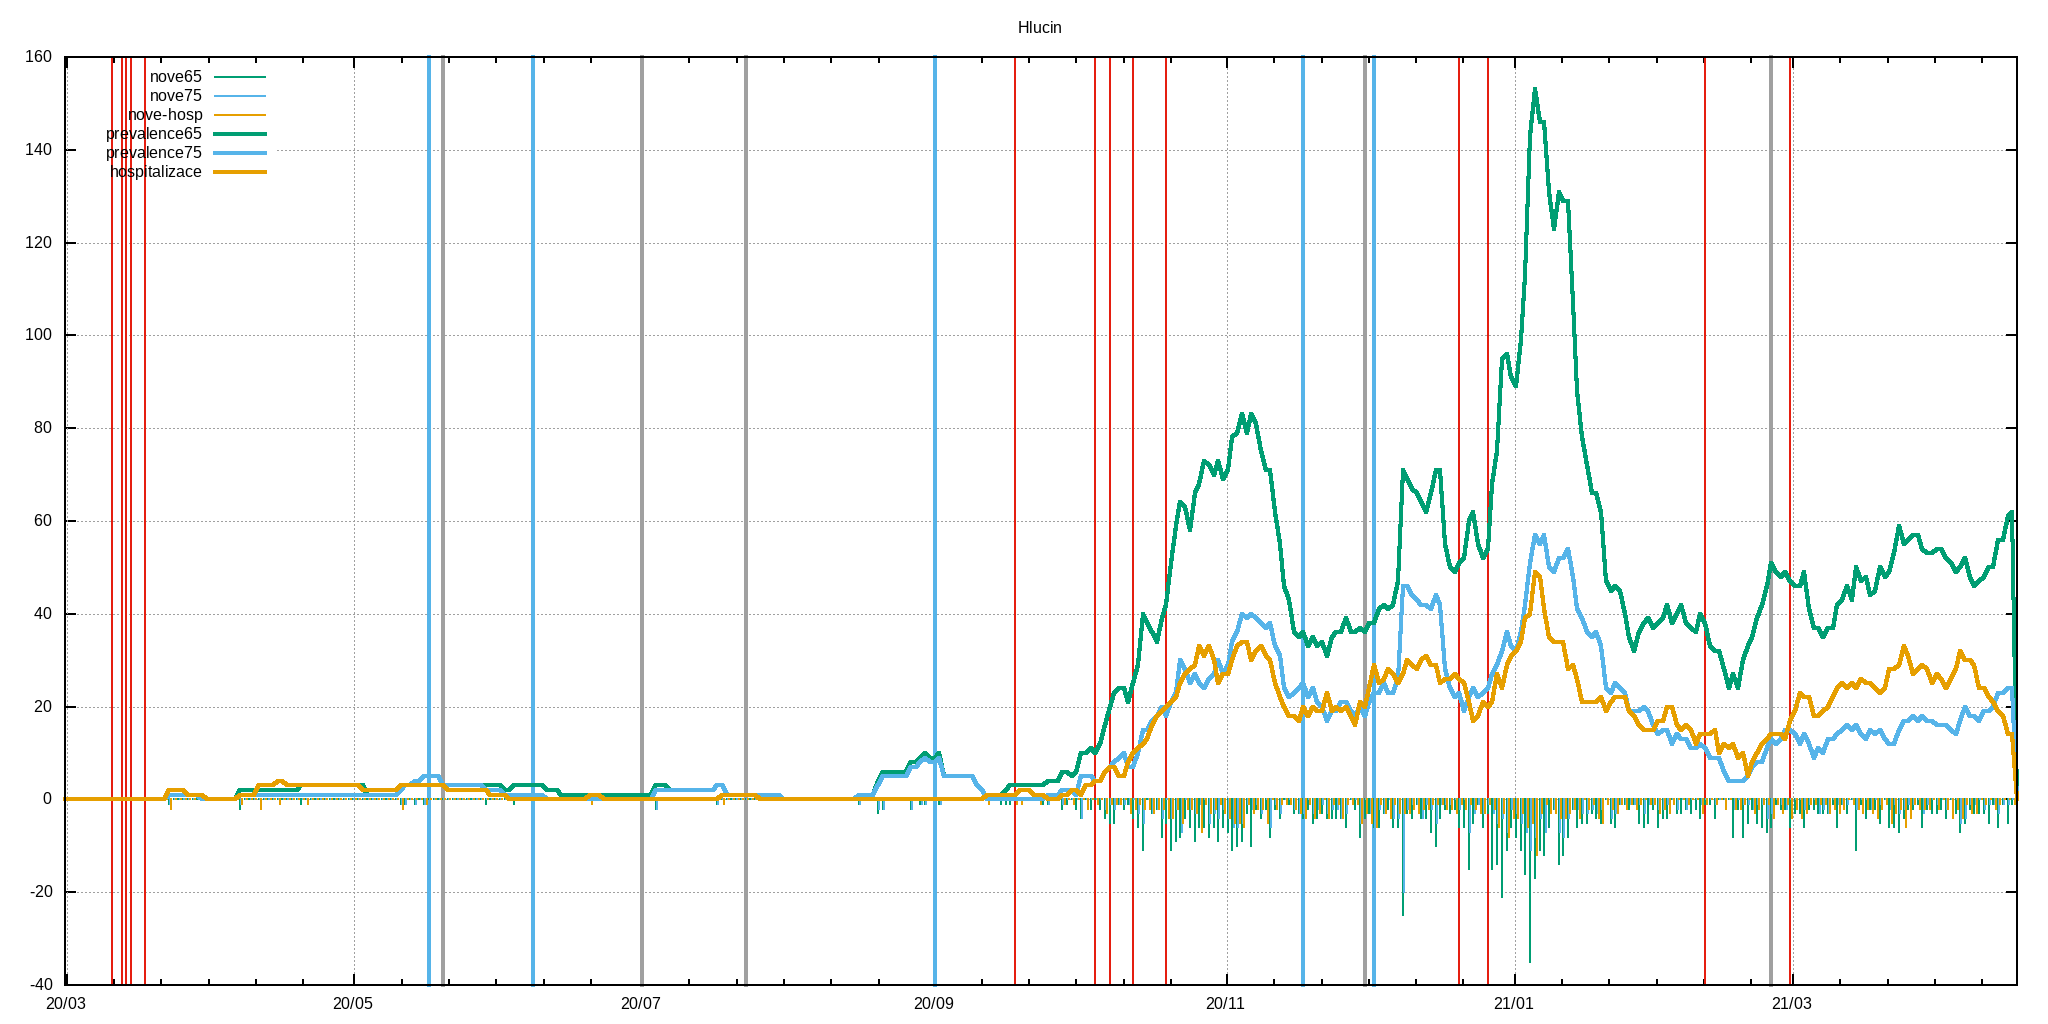 Hlucin
160
140
120
100
80
60
40
20
0
-20
-40
nove65
nove75
nove-hosp
prevalence65
prevalence75
hospitalizace
20/03 20/05 20/07 20/09 20/11 21/01 21/03